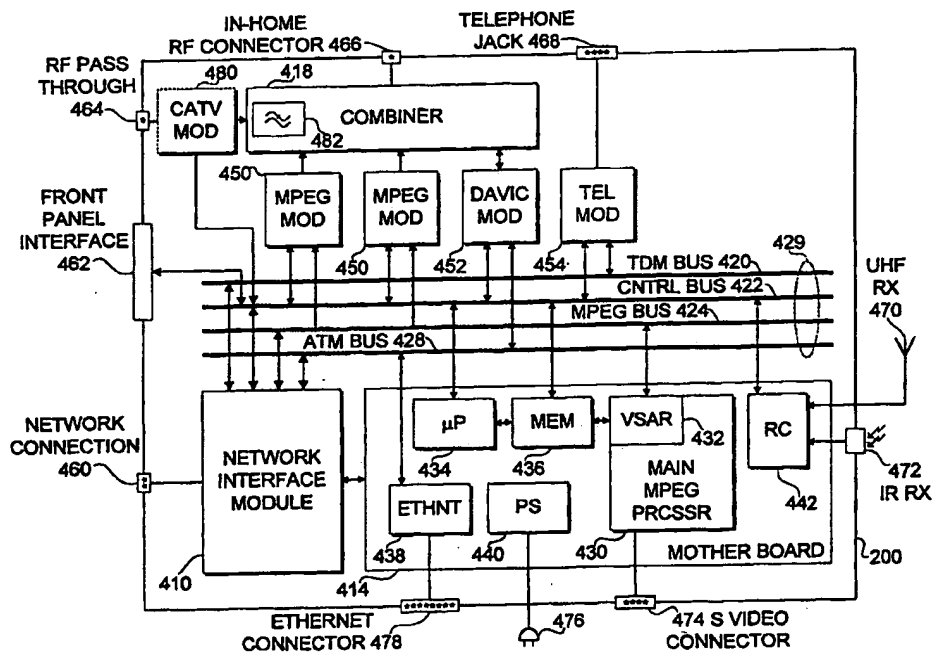 IN-HOME
RF CONNECTOR 466
TELEPHONE
JACK 468
RF PASS
THROUGH
464
480
CATV
MOD
418
COMBINER
482
450
MPEG
MOD
MPEG
MOD
450
DAVIC
MOD
452
TEL
MOD
454
FRONT
PANEL
INTERFACE
462
429
UHF
RX
470
TDM BUS 420
CNTRL BUS 422
MPEG BUS 424
ATM BUS 428
NETWORK
CONNECTION
460
NETWORK
INTERFACE
MODULE
410
µP
434
MEM
436
VSAR
432
MAIN
MPEG
PRCSSR
430
RC
442
472
IR RX
ETHNT
438
PS
440
414
MOTHER BOARD
200
ETHERNET
CONNECTOR 478
476
474 S VIDEO
CONNECTOR